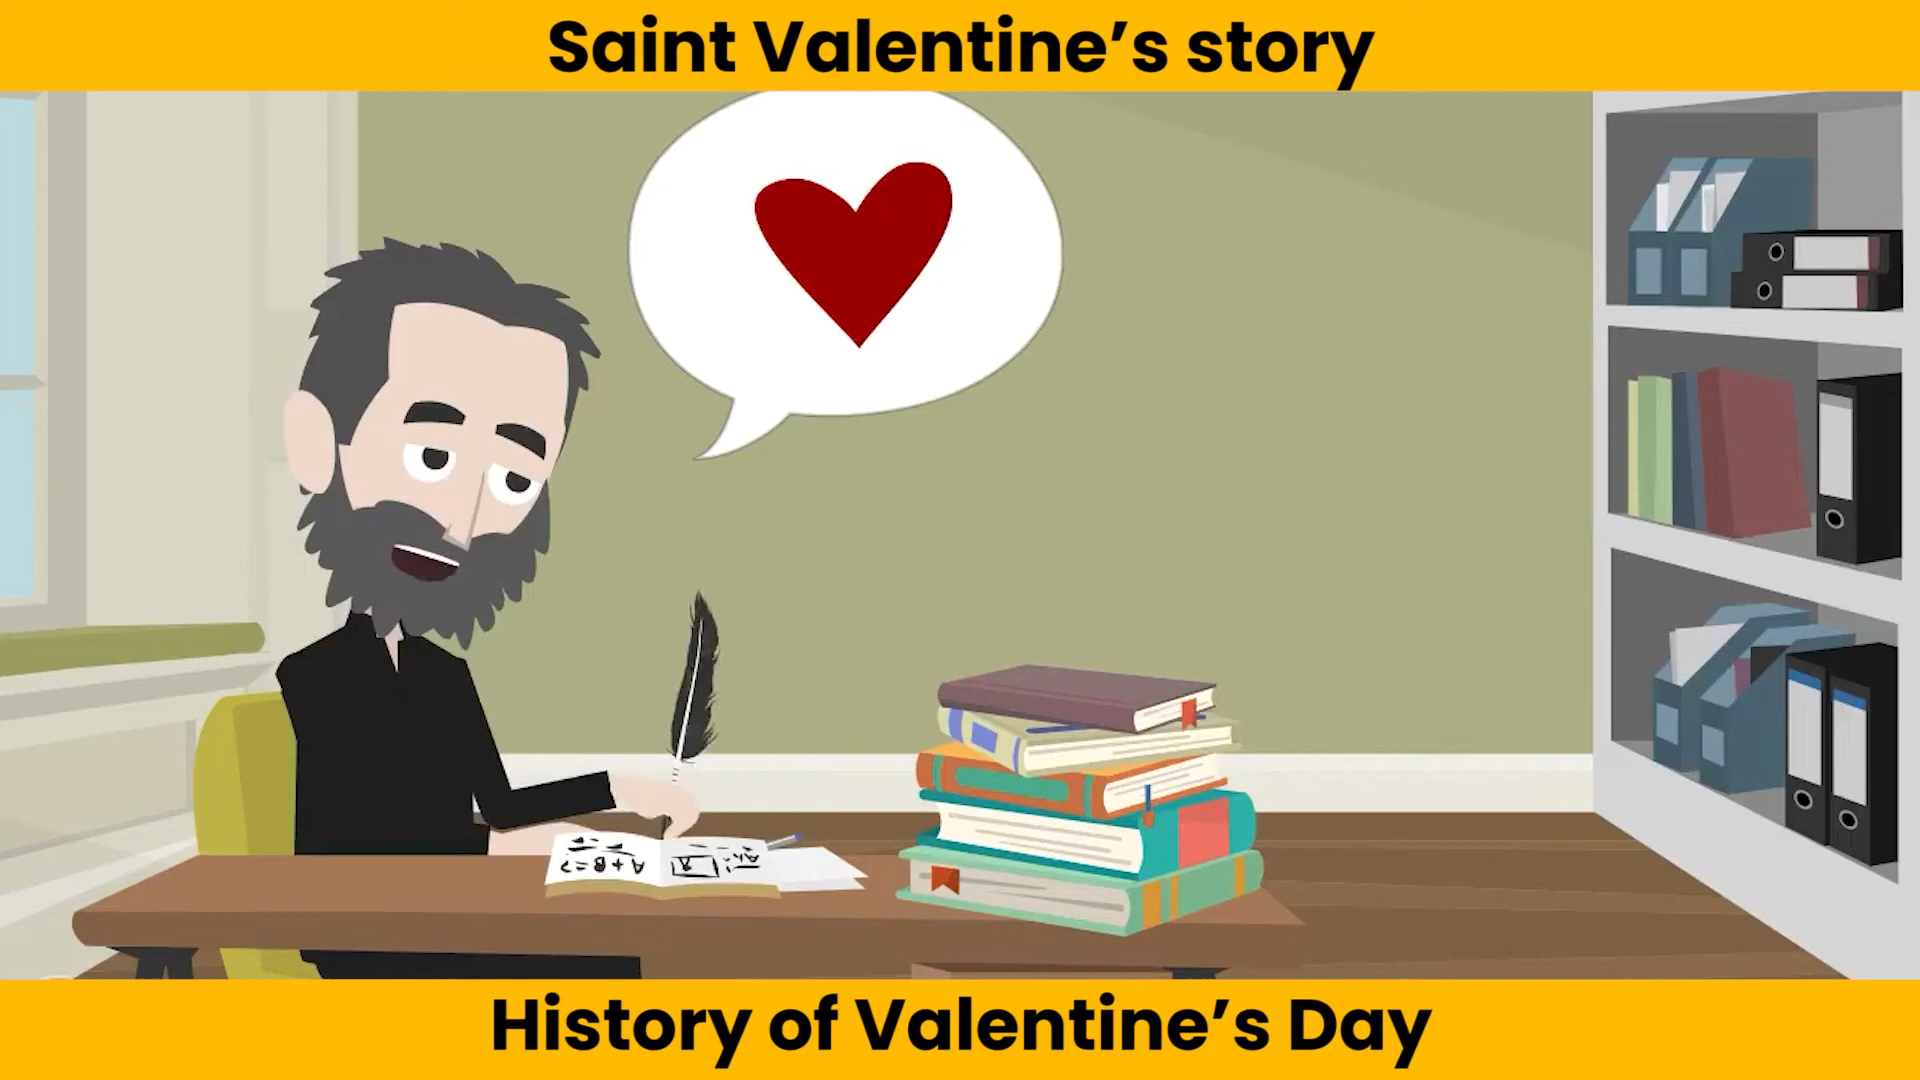 Saint Valentine’s story
A+B=?
History of Valentine’s Day